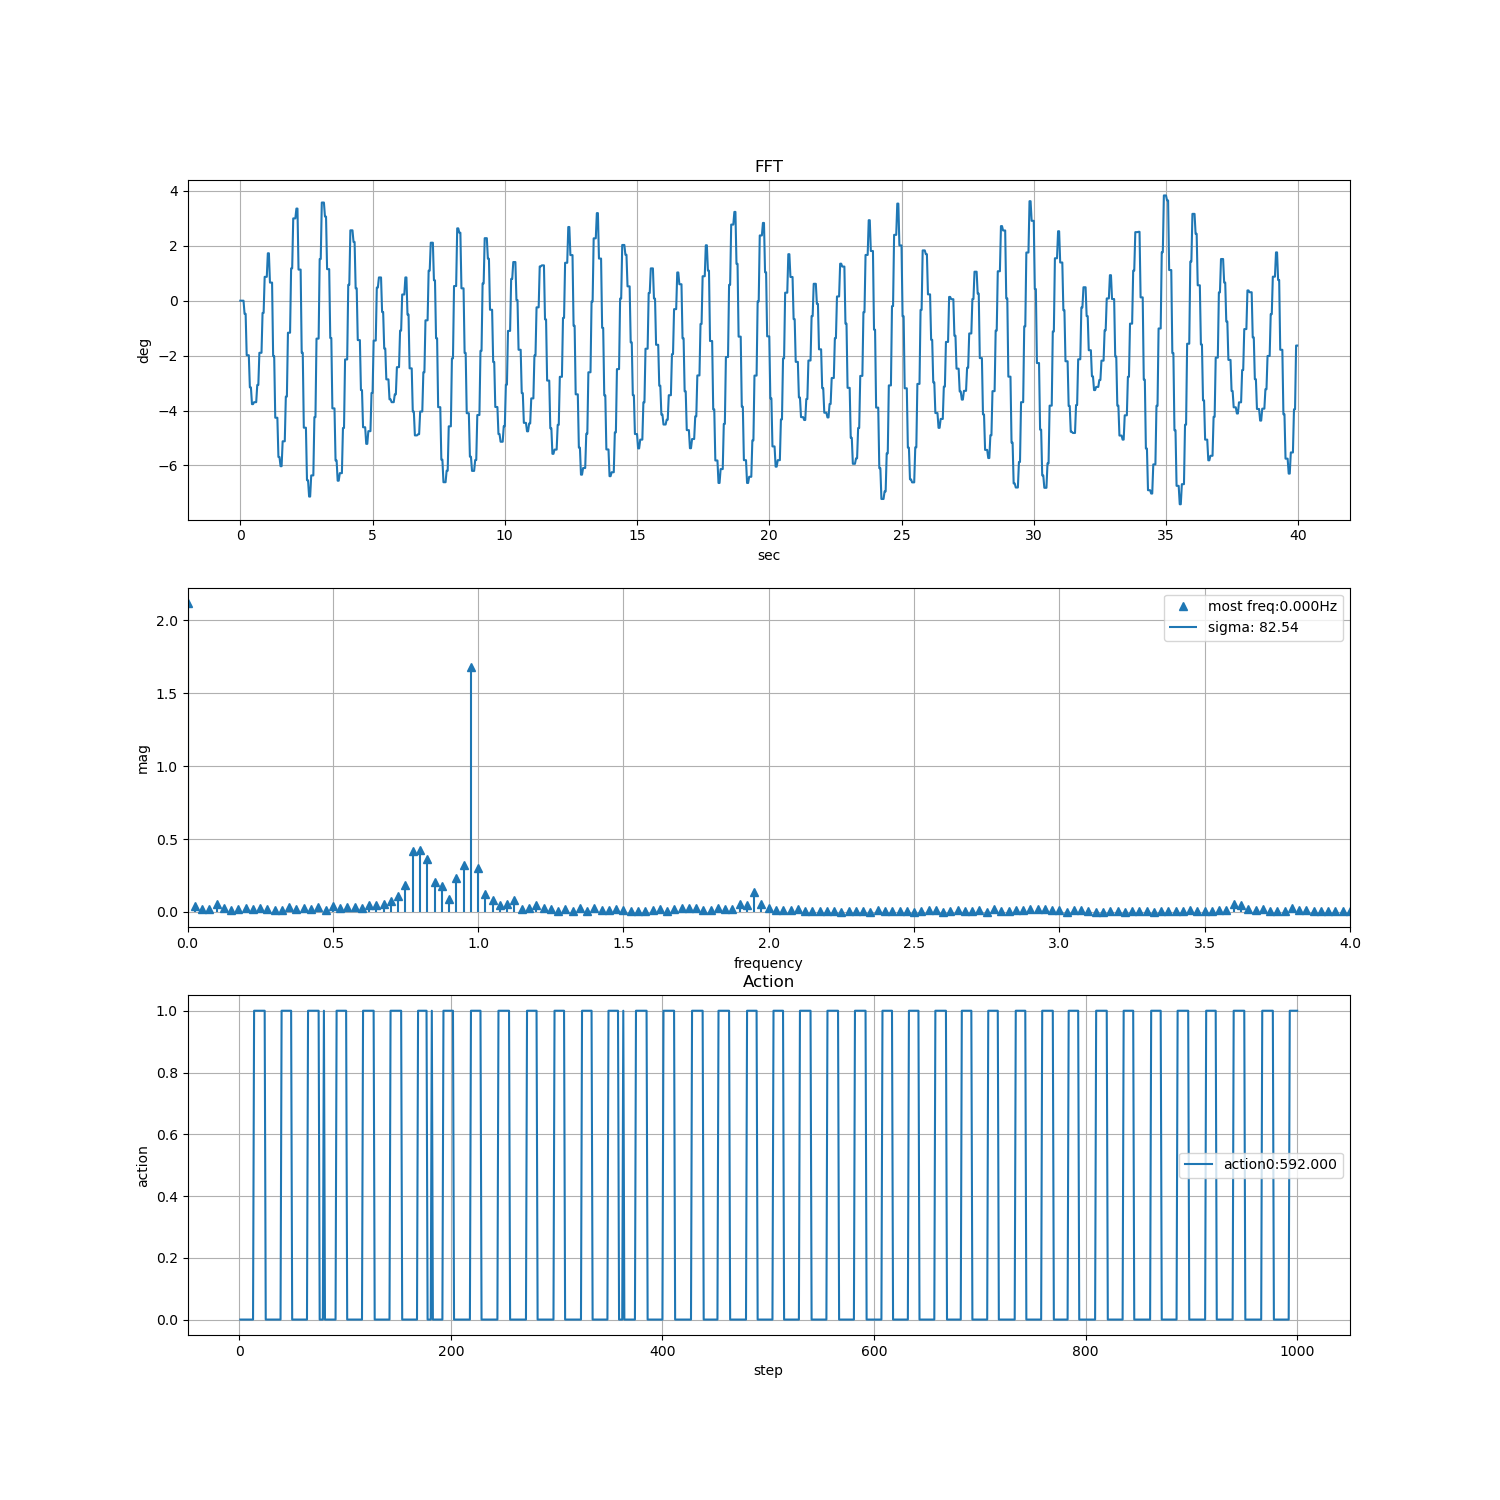 FFT
4
2
0
−2
−4
−6
deg
0 5 10 15 20 25 30 35 40
sec
2.0
1.5
1.0
0.5
0.0
mag
most freq:0.000Hz
sigma: 82.54
0.0 0.5 1.0 1.5 2.0 2.5 3.0 3.5 4.0
frequency
Action
1.0
0.8
0.6
0.4
0.2
0.0
action
action0:592.000
0 200 400 600 800 1000
step